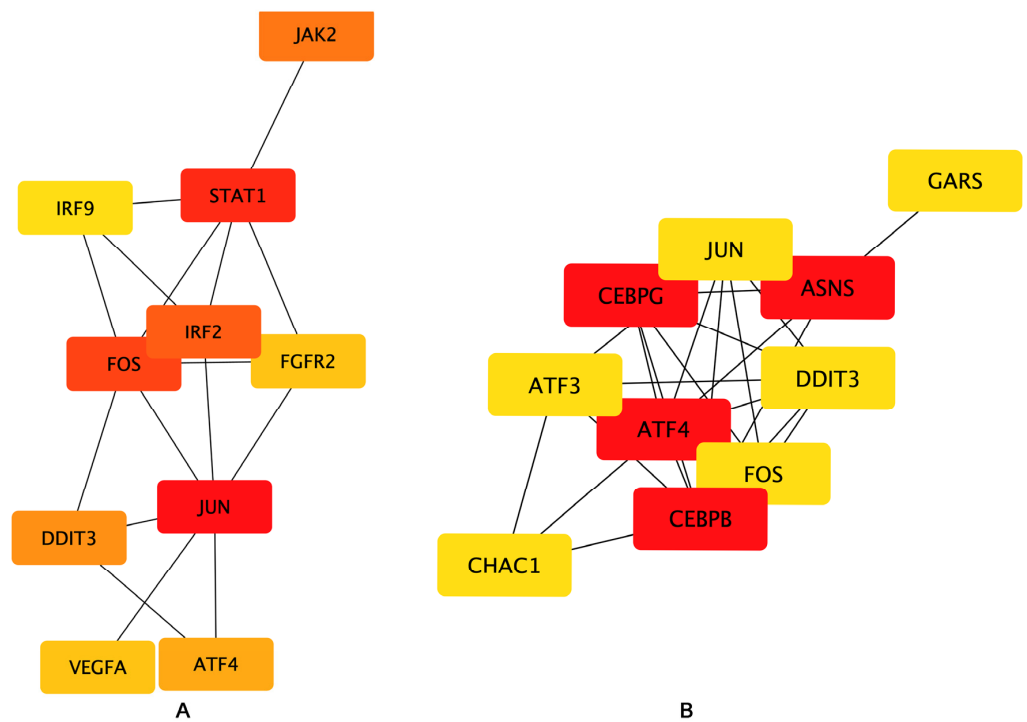 JAK2
STAT1
IRF9
IRF2
FOS
FGFR2
JUN
DDIT3
VEGFA
ATF4
A
GARS
JUN
ASNS
CEBPG
DDIT3
ATF3
ATF4
FOS
CEBPB
CHAC1
B